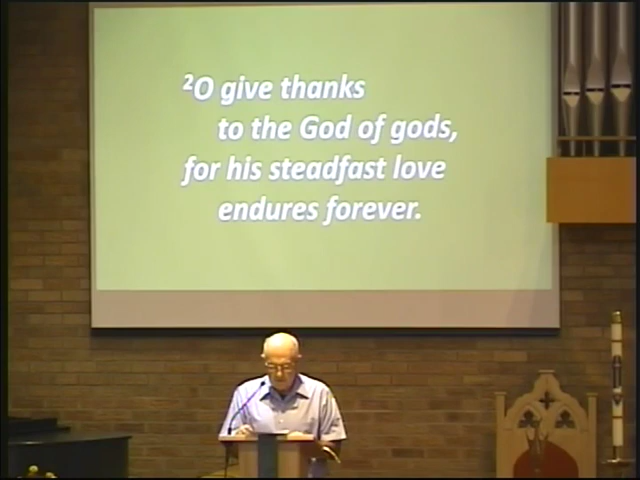 ²O give thanks
to the God of gods,
for his steadfast love
endures forever.